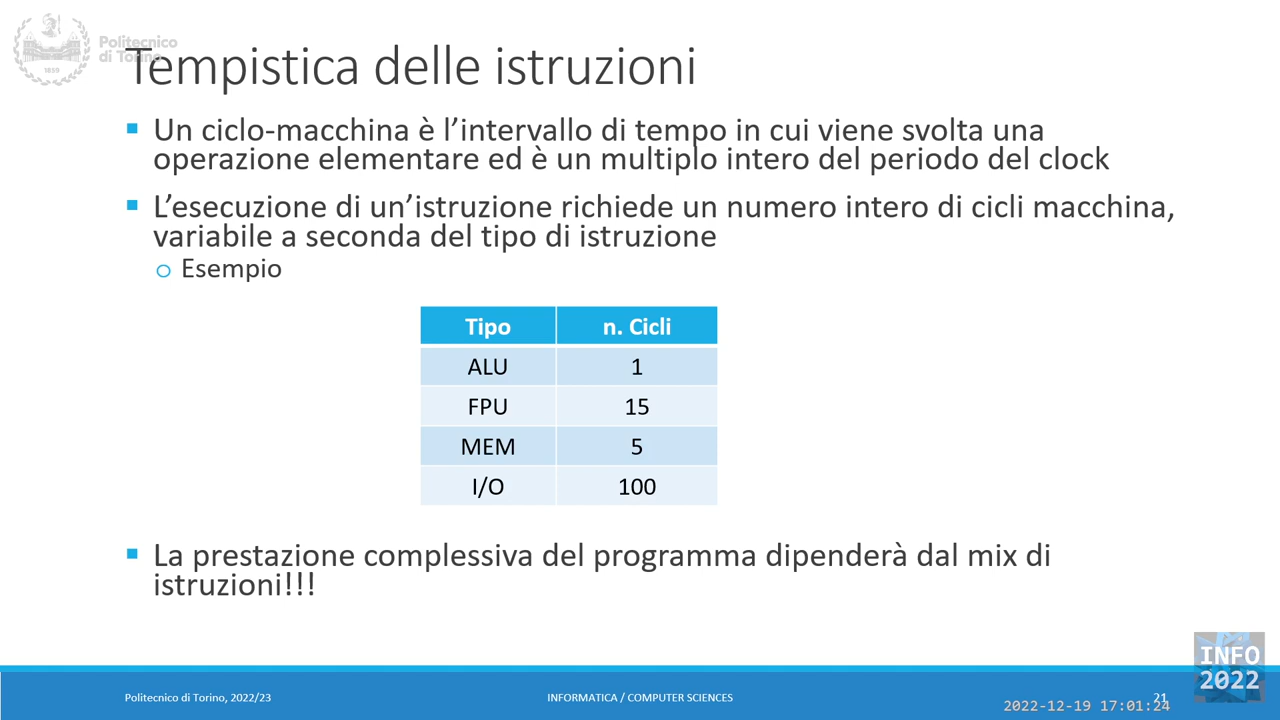 Politecnico
di Torino
1859
Tempistica delle istruzioni
Un ciclo-macchina è l’intervallo di tempo in cui viene svolta una
operazione elementare ed è un multiplo intero del periodo del clock
L’esecuzione di un’istruzione richiede un numero intero di cicli macchina,
variabile a seconda del tipo di istruzione
Esempio
Tipo n. Cicli
ALU 1
FPU 15
MEM 5
I/O 100
La prestazione complessiva del programma dipenderà dal mix di
istruzioni!!!
INFO
2022
Politecnico di Torino, 2022/23 INFORMATICA / COMPUTER SCIENCES 21
2022-12-19 17:01:24